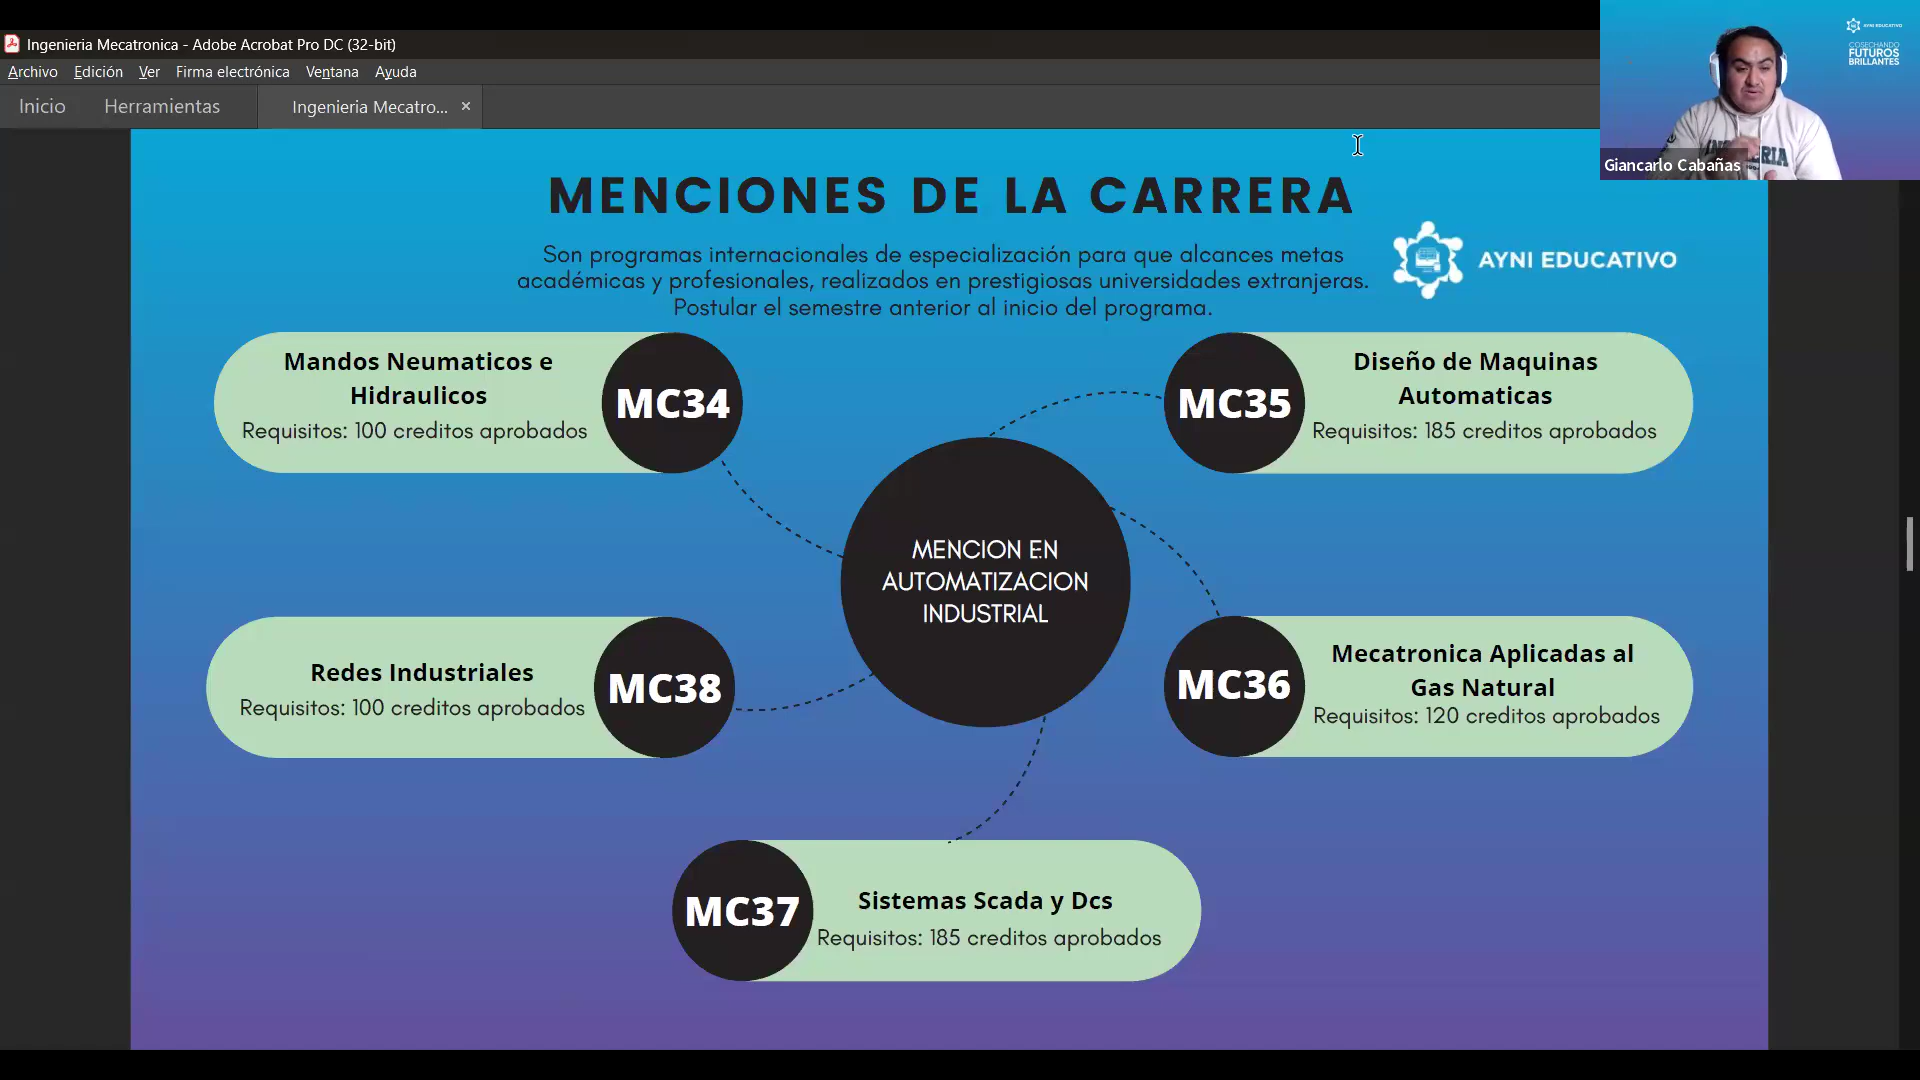 Ingenieria Mecatronica - Adobe Acrobat Pro DC (32-bit)
Archivo Edición Ver Firma electrónica Ventana Ayuda
Inicio Herramientas Ingenieria Mecatro... ×
AYNI EDUCATIVO
COSECHANDO
FUTUROS
BRILLANTES
Giancarlo Cabañas
MENCIONES DE LA CARRERA
Son programas internacionales de especialización para que alcances metas
académicas y profesionales, realizados en prestigiosas universidades extranjeras.
Postular el semestre anterior al inicio del programa.
AYNI EDUCATIVO
Mandos Neumaticos e
Hidraulicos
Requisitos: 100 creditos aprobados
MC34
MC35
Diseño de Maquinas
Automaticas
Requisitos: 185 creditos aprobados
MENCION EN
AUTOMATIZACION
INDUSTRIAL
Redes Industriales
Requisitos: 100 creditos aprobados
MC38
MC36
Mecatronica Aplicadas al
Gas Natural
Requisitos: 120 creditos aprobados
MC37
Sistemas Scada y Dcs
Requisitos: 185 creditos aprobados